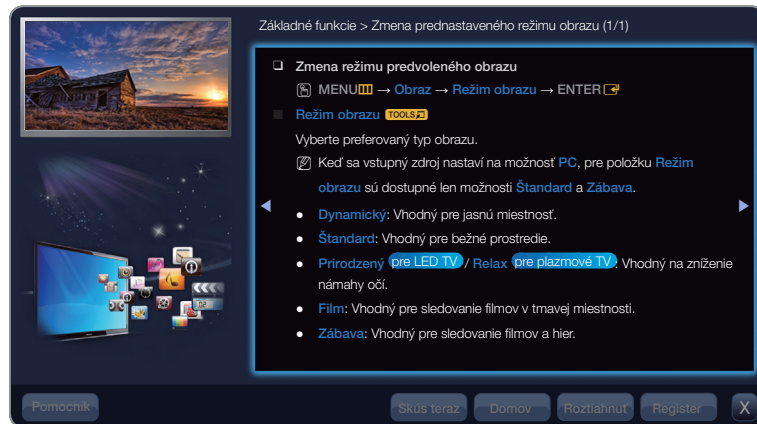 Základné funkcie > Zmena prednastaveného režimu obrazu (1/1)
❑ Zmena režimu predvoleného obrazu
MENU → Obraz → Režim obrazu → ENTER
■ Režim obrazu TOOLS
Vyberte preferovaný typ obrazu.
Keď sa vstupný zdroj nastaví na možnosť PC, pre položku Režim
obrazu sú dostupné len možnosti Štandard a Zábava.
● Dynamický: Vhodný pre jasnú miestnosť.
● Štandard: Vhodný pre bežné prostredie.
● Prirodzený pre LED TV / Relax pre plazmové TV: Vhodný na zníženie
námahy očí.
● Film: Vhodný pre sledovanie filmov v tmavej miestnosti.
● Zábava: Vhodný pre sledovanie filmov a hier.
Pomocník Skús teraz Domov Roztiahnuť Register X